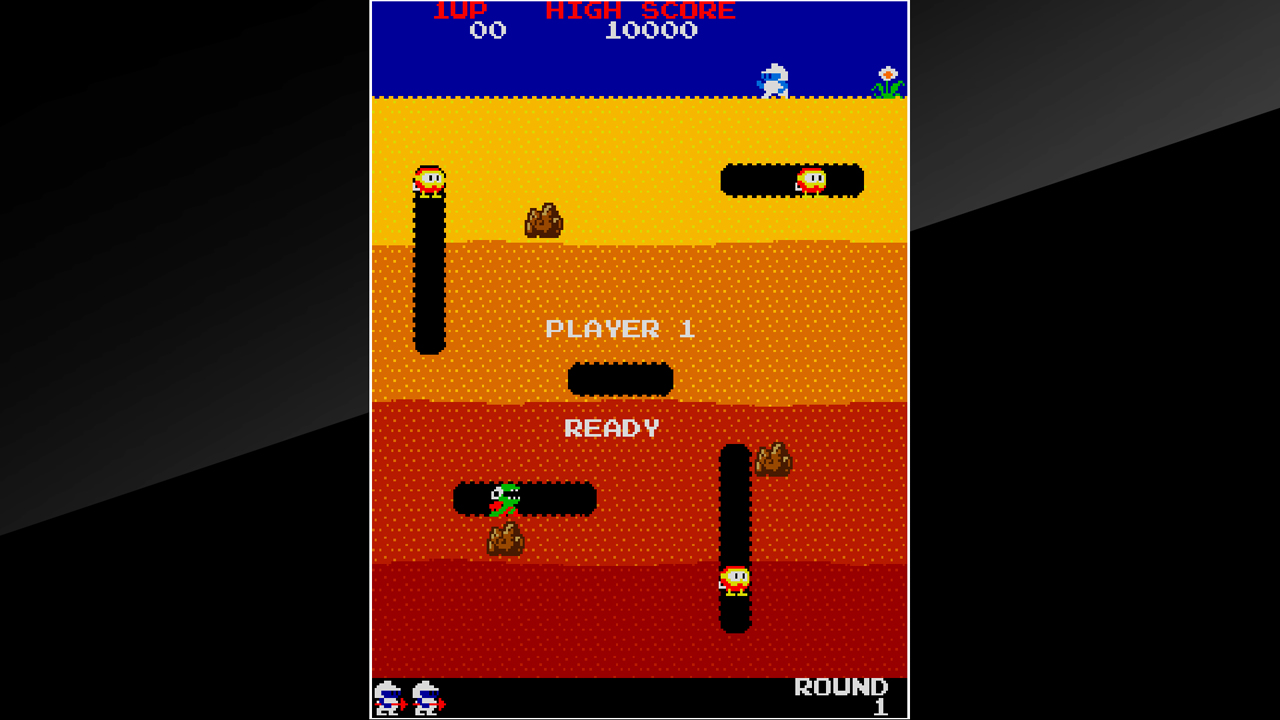 1UP HIGH SCORE
00 10000
PLAYER 1
READY
ROUND
1